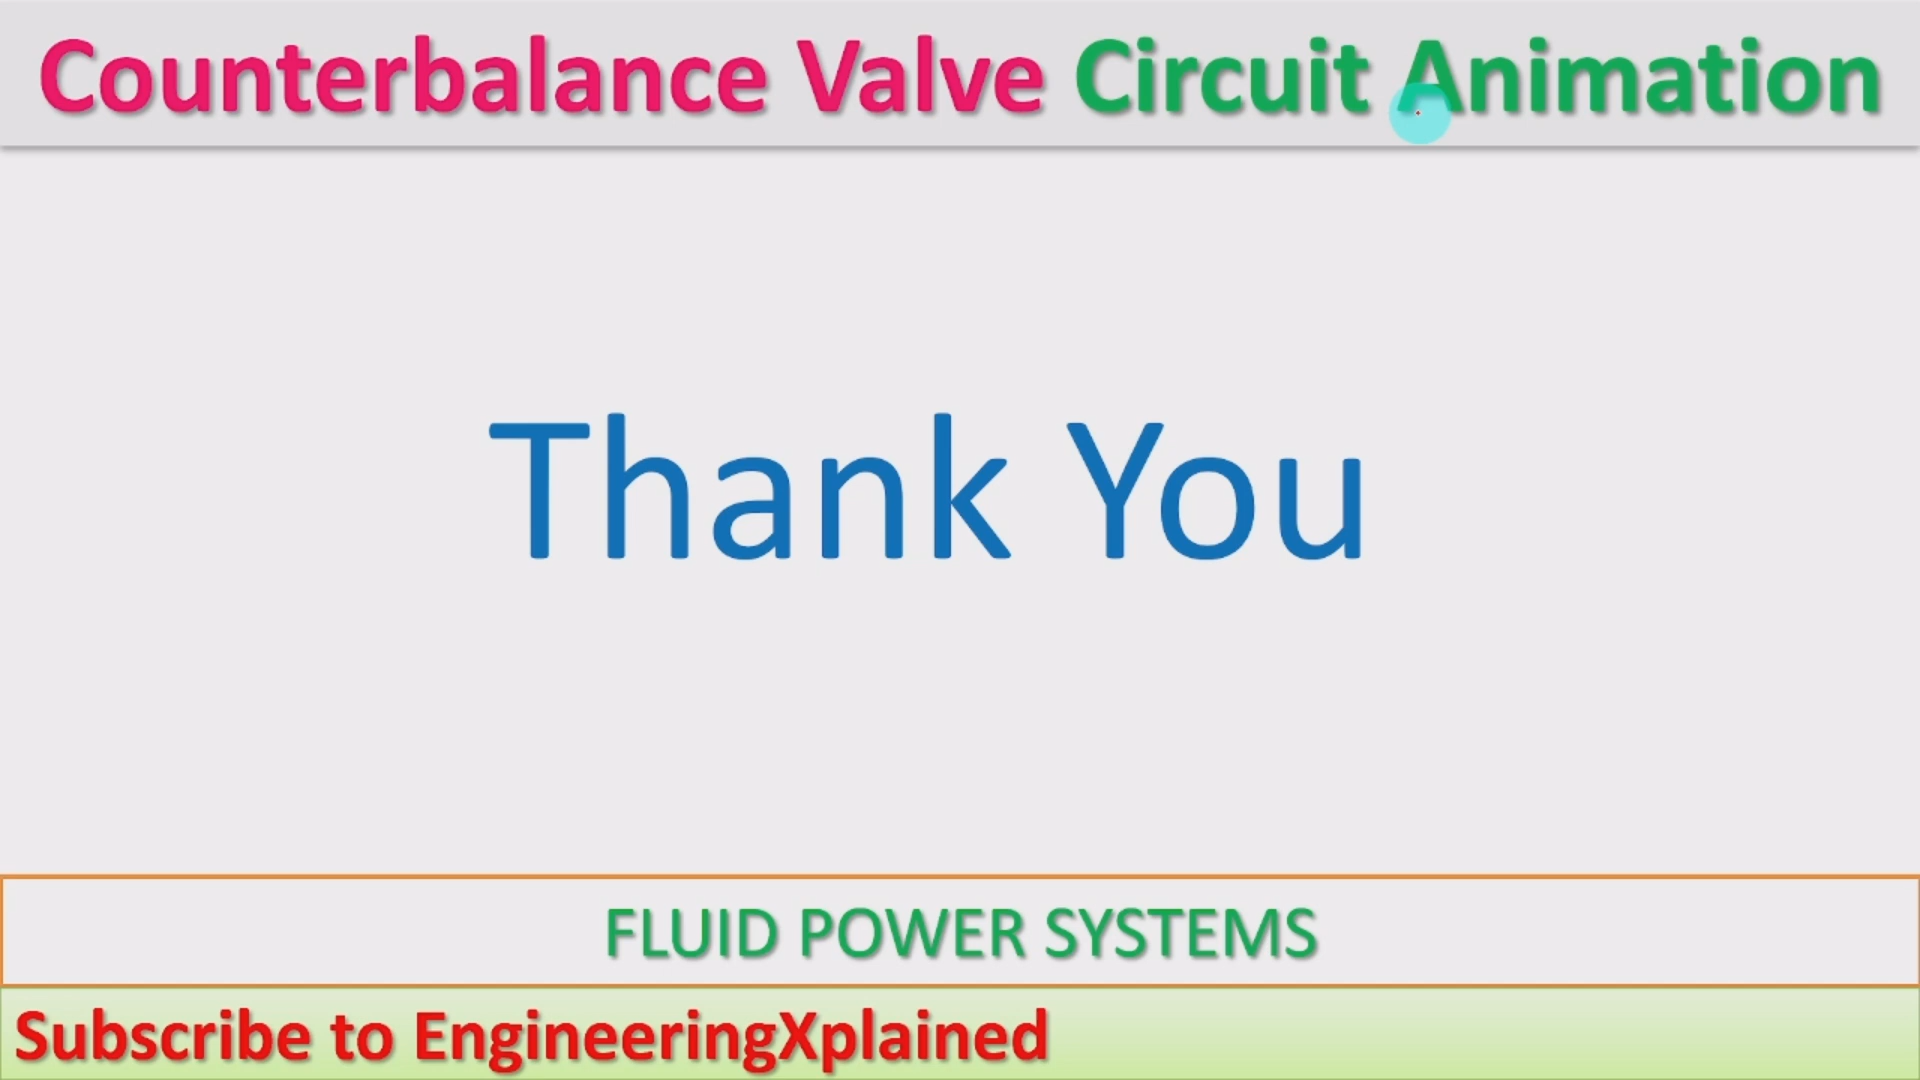 Counterbalance Valve Circuit Animation
Thank You
FLUID POWER SYSTEMS
Subscribe to EngineeringXplained